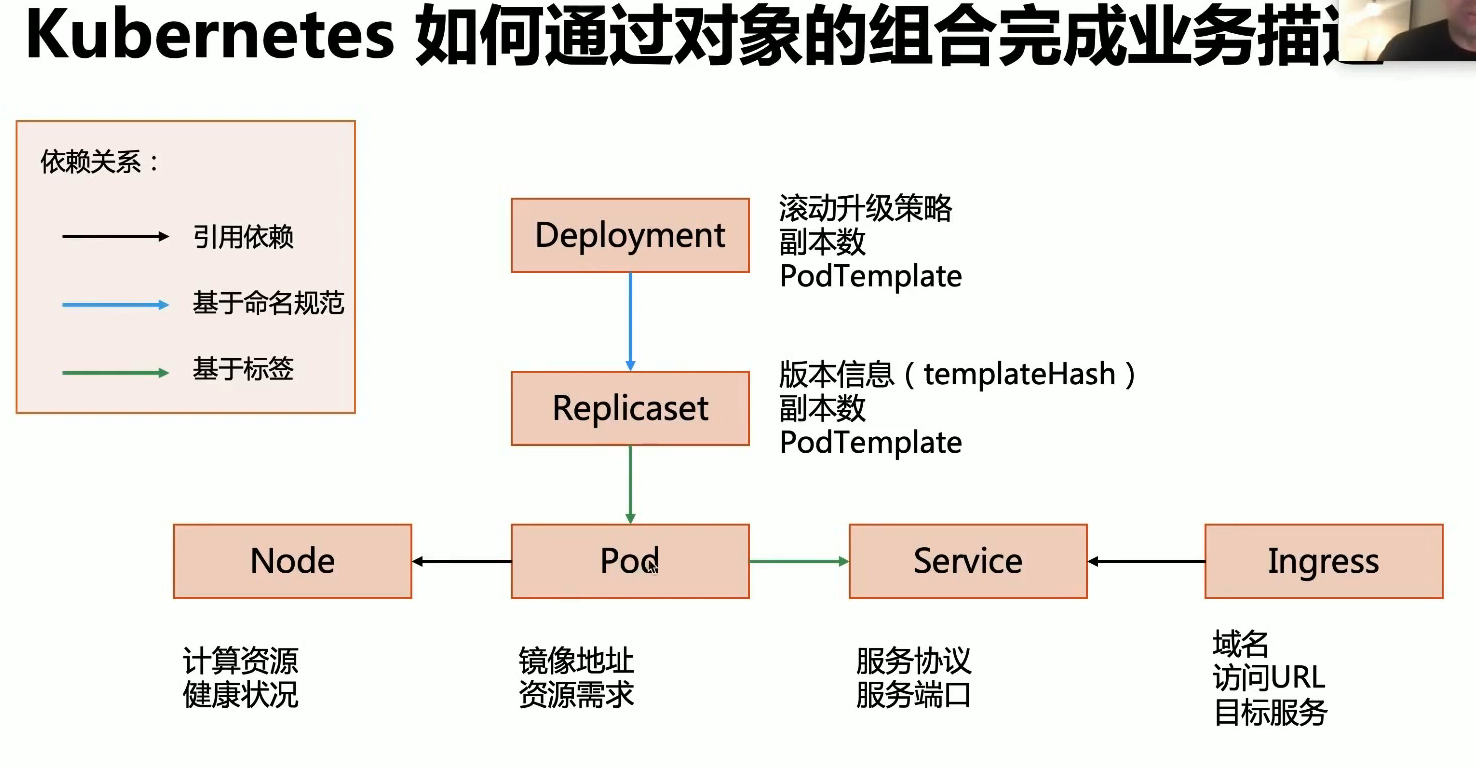 Kubernetes 如何通过对象的组合完成业务描
依赖关系：
引用依赖
基于命名规范
基于标签
Deployment
滚动升级策略
副本数
PodTemplate
Replicaset
版本信息（templateHash）
副本数
PodTemplate
Node
Pod
Service
Ingress
计算资源
健康状况
镜像地址
资源需求
服务协议
服务端口
域名
访问URL
目标服务